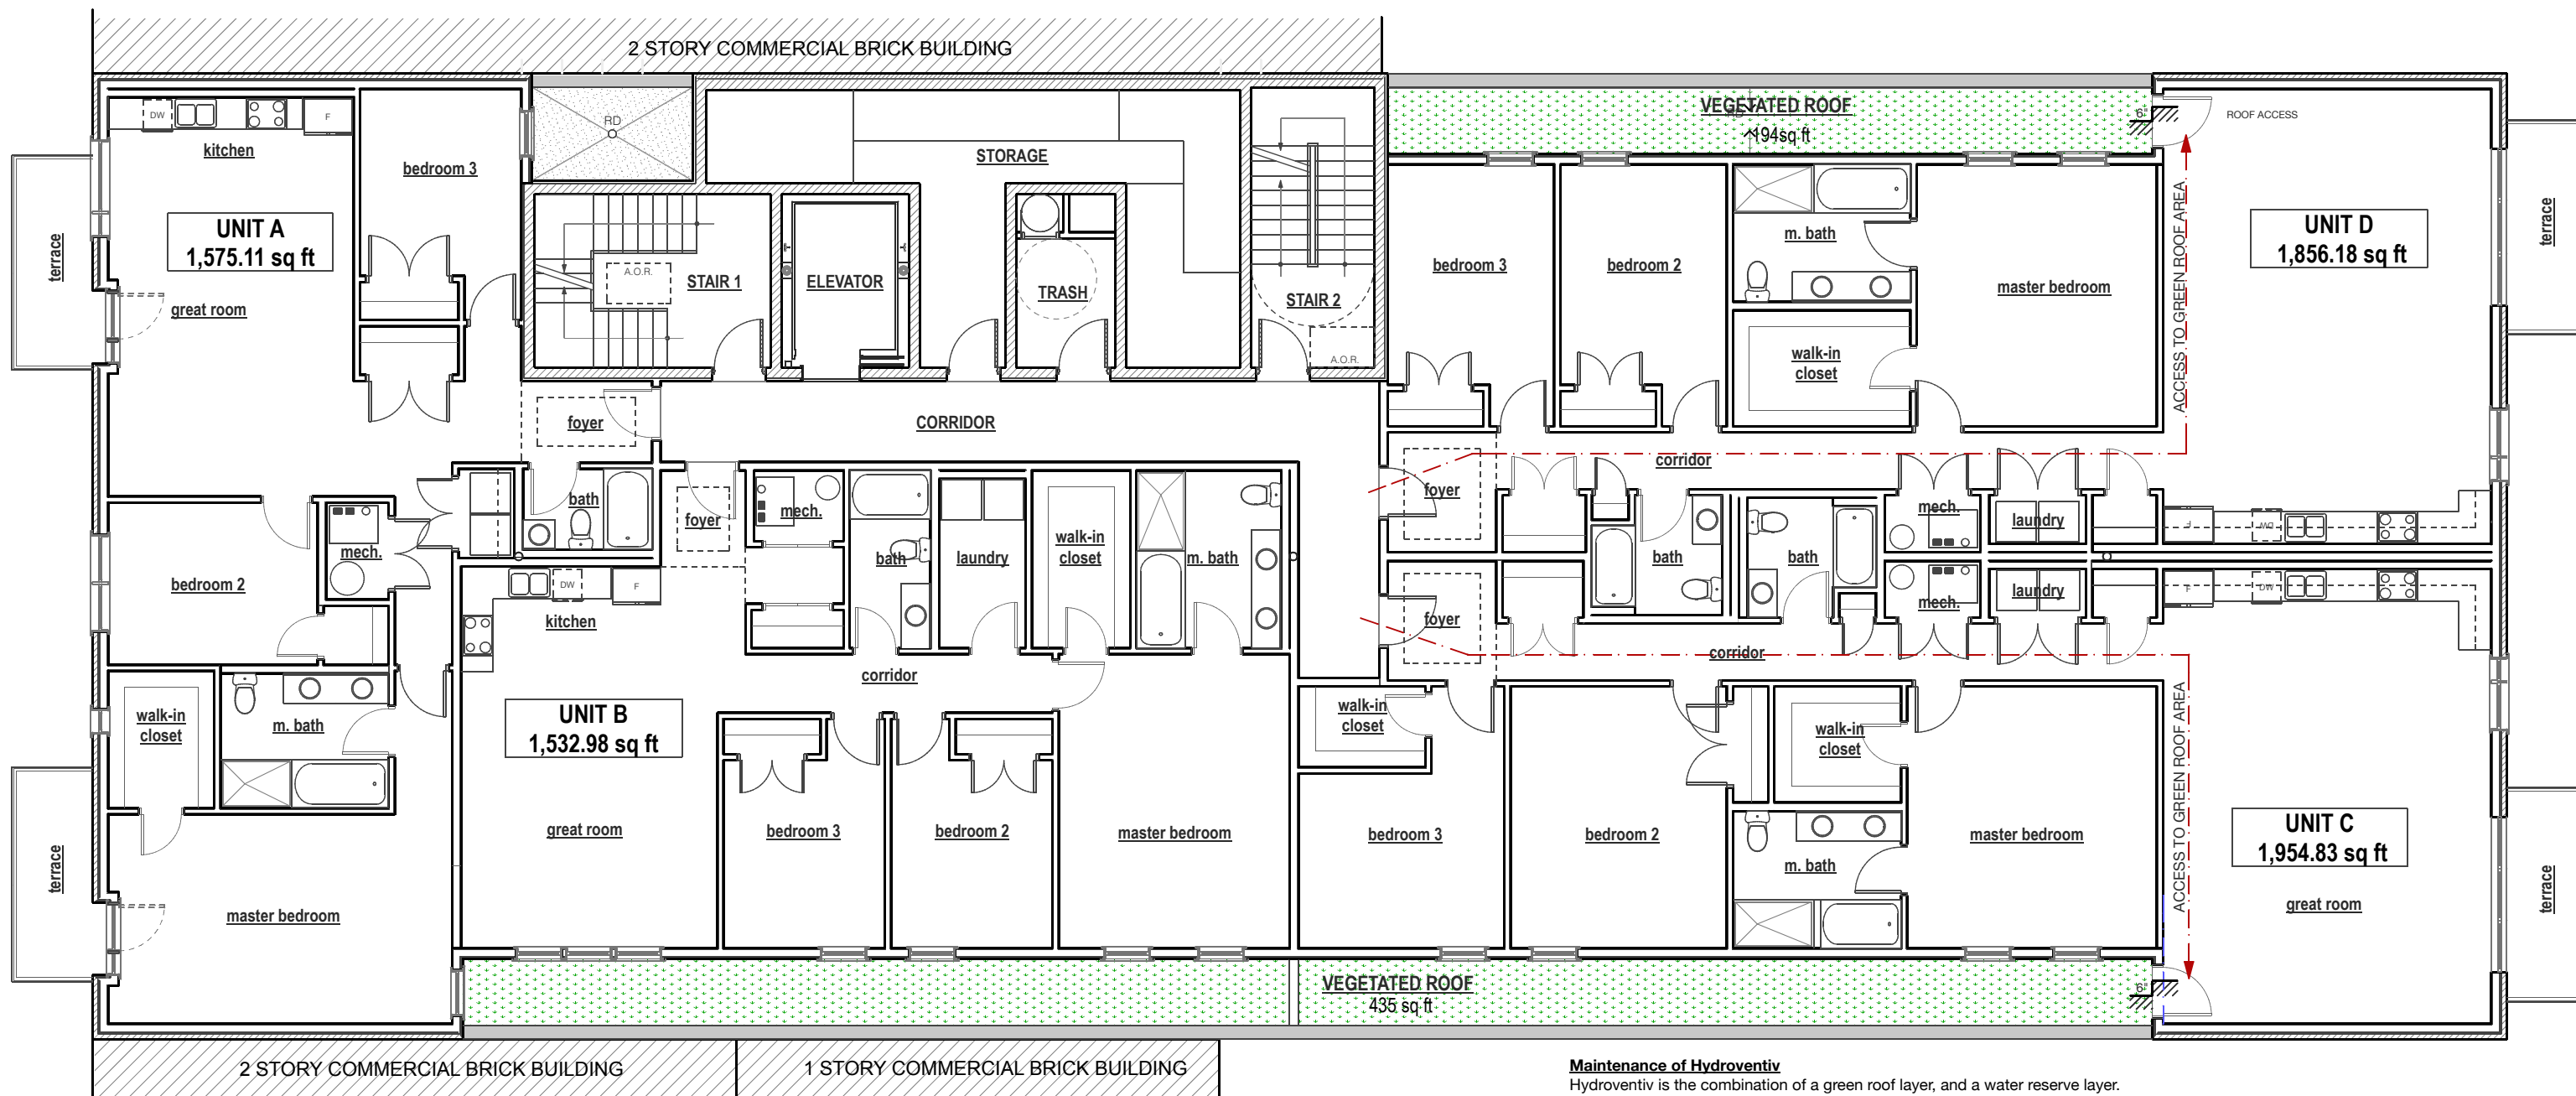 2 STORY COMMERCIAL BRICK BUILDING
DW
F
kitchen
bedroom 3
UNIT A
1,575.11 sq ft
terrace
great room
RD
STORAGE
A.O.R.
STAIR 1
ELEVATOR
TRASH
STAIR 2
A.O.R.
VEGETATED ROOF
194sq ft
6"
ROOF ACCESS
bedroom 3
bedroom 2
m. bath
walk-in
closet
master bedroom
ACCESS TO GREEN ROOF AREA
UNIT D
1,856.18 sq ft
terrace
foyer
CORRIDOR
corridor
foyer
bath
foyer
mech.
bath
laundry
walk-in
closet
m. bath
mech.
bedroom 2
bath
bath
mech.
laundry
F
DW
kitchen
DW
F
foyer
mech.
laundry
F
DW
corridor
corridor
walk-in
closet
m. bath
UNIT B
1,532.98 sq ft
walk-in
closet
walk-in
closet
ACCESS TO GREEN ROOF AREA
great room
bedroom 3
bedroom 2
master bedroom
bedroom 3
bedroom 2
m. bath
master bedroom
UNIT C
1,954.83 sq ft
great room
terrace
terrace
master bedroom
VEGETATED ROOF
435 sq ft
6"
2 STORY COMMERCIAL BRICK BUILDING
1 STORY COMMERCIAL BRICK BUILDING
Maintenance of Hydroventiv
Hydroventiv is the combination of a green roof layer, and a water reserve layer.